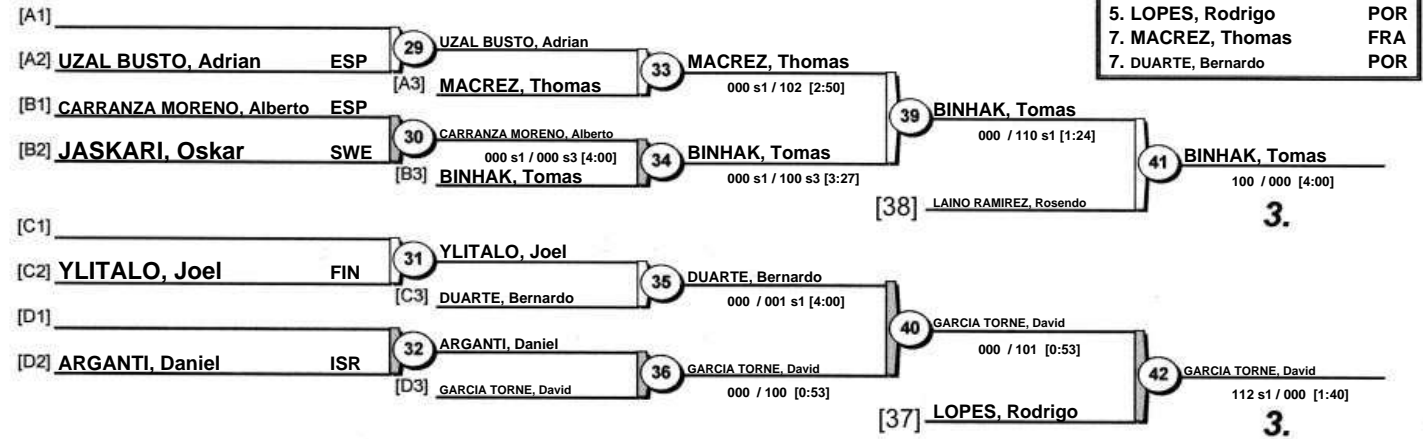 [A1]
5. LOPES, Rodrigo POR
[A2] UZAL BUSTO, Adrian ESP
29
UZAL BUSTO, Adrian
7. MACREZ, Thomas FRA
7. DUARTE, Bernardo POR
[A3] MACREZ, Thomas
33
MACREZ, Thomas
000 s1 / 102 [2:50]
[B1] CARRANZA MORENO, Alberto ESP
30
CARRANZA MORENO, Alberto
39
BINHAK, Tomas
000 / 110 s1 [1:24]
[B2] JASKARI, Oskar SWE
000 s1 / 000 s3 [4:00]
[B3] BINHAK, Tomas
34
BINHAK, Tomas
000 s1 / 100 s3 [3:27]
41
BINHAK, Tomas
100 / 000 [4:00]
[38] LAINO RAMIREZ, Rosendo
3.
[C1]
[C2] YLITALO, Joel FIN
31
YLITALO, Joel
[C3] DUARTE, Bernardo
35
DUARTE, Bernardo
000 / 001 s1 [4:00]
[D1]
32
ARGANTI, Daniel
40
GARCIA TORNE, David
000 / 101 [0:53]
[D2] ARGANTI, Daniel ISR
[D3] GARCIA TORNE, David
36
GARCIA TORNE, David
000 / 100 [0:53]
42
GARCIA TORNE, David
112 s1 / 000 [1:40]
[37] LOPES, Rodrigo
3.